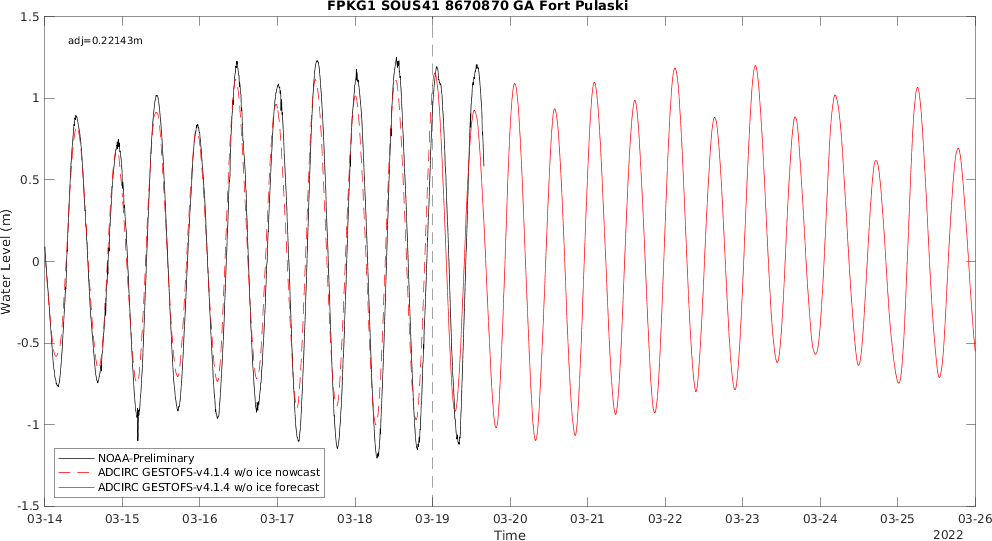 FPKG1 SOUS41 8670870 GA Fort Pulaski
adj=0.22143m
1.5
1
0.5
0
-0.5
-1
-1.5
Water Level (m)
NOAA-Preliminary
ADCIRC GESTOFS-v4.1.4 w/o ice nowcast
ADCIRC GESTOFS-v4.1.4 w/o ice forecast
03-14 03-15 03-16 03-17 03-18 03-19 03-20 03-21 03-22 03-23 03-24 03-25 03-26
Time
2022